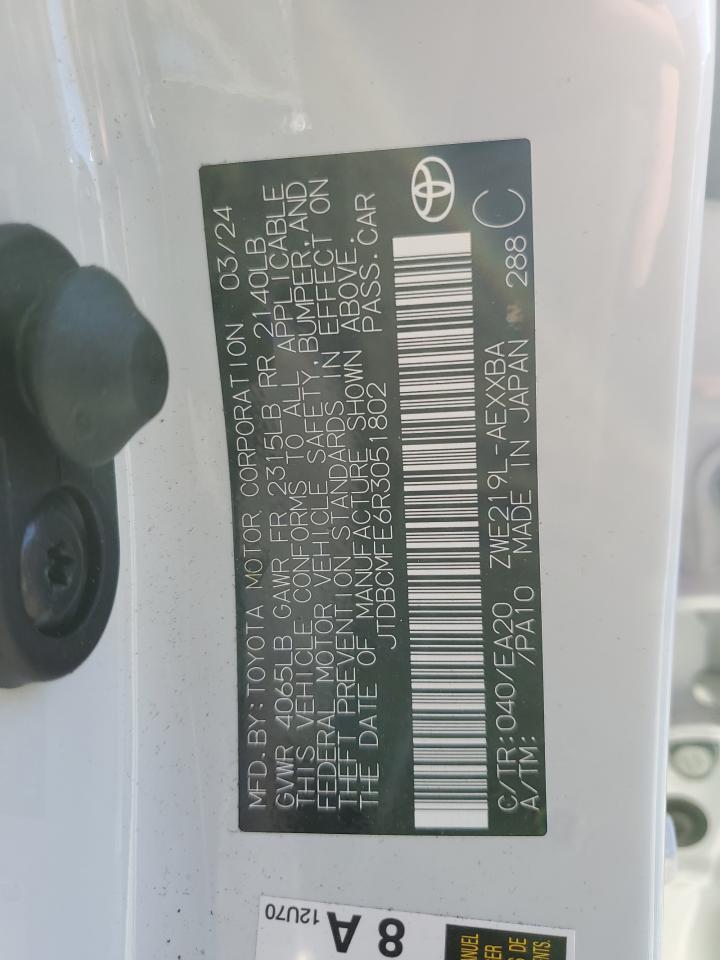 MFD.BY:TOYOTA MOTOR CORPORATION 03/24
GVWR 4065LB GAWR FR 2315LB RR 2140LB
THIS VEHICLE CONFORMS TO ALL APPLICABLE
FEDERAL MOTOR VEHICLE SAFETY, BUMPER, AND
THEFT PREVENTION STANDARDS IN EFFECT ON
THE DATE OF MANUFACTURE SHOWN ABOVE.
JTDBCMFE6R3051802 PASS.CAR
C/TR:040/EA20 ZWE219L-AEXXBA 288 C
A/TM: /PA10 MADE IN JAPAN
8 A
12U70